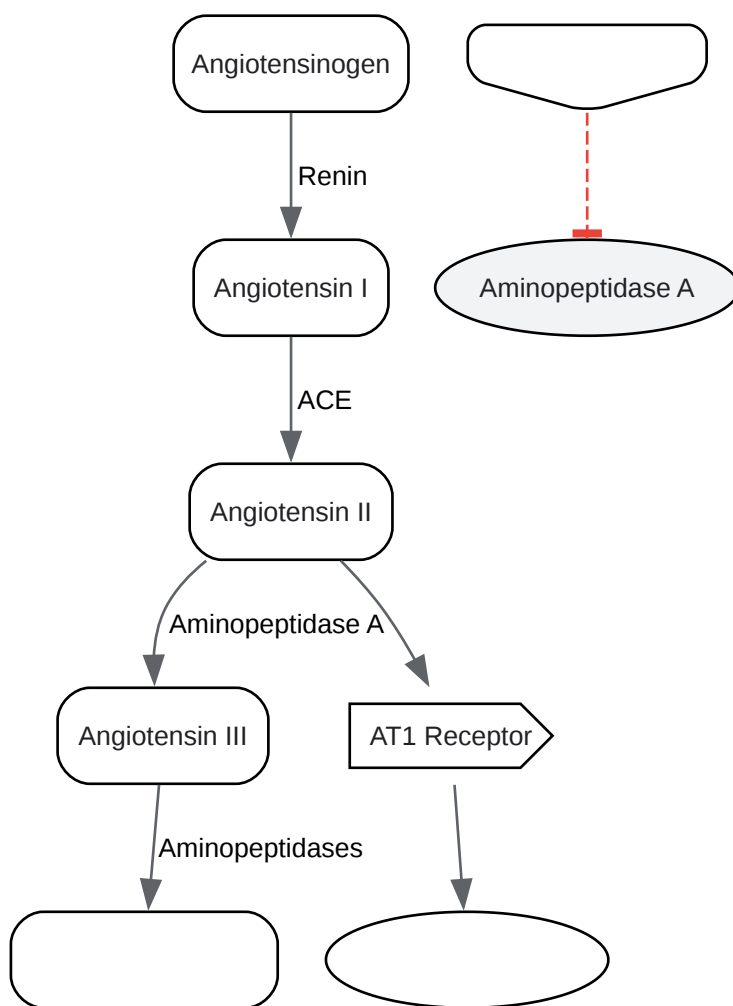 Angiotensinogen
Renin
Angiotensin I
Aminopeptidase A
ACE
Angiotensin II
Aminopeptidase A
Angiotensin III
AT1 Receptor
Aminopeptidases